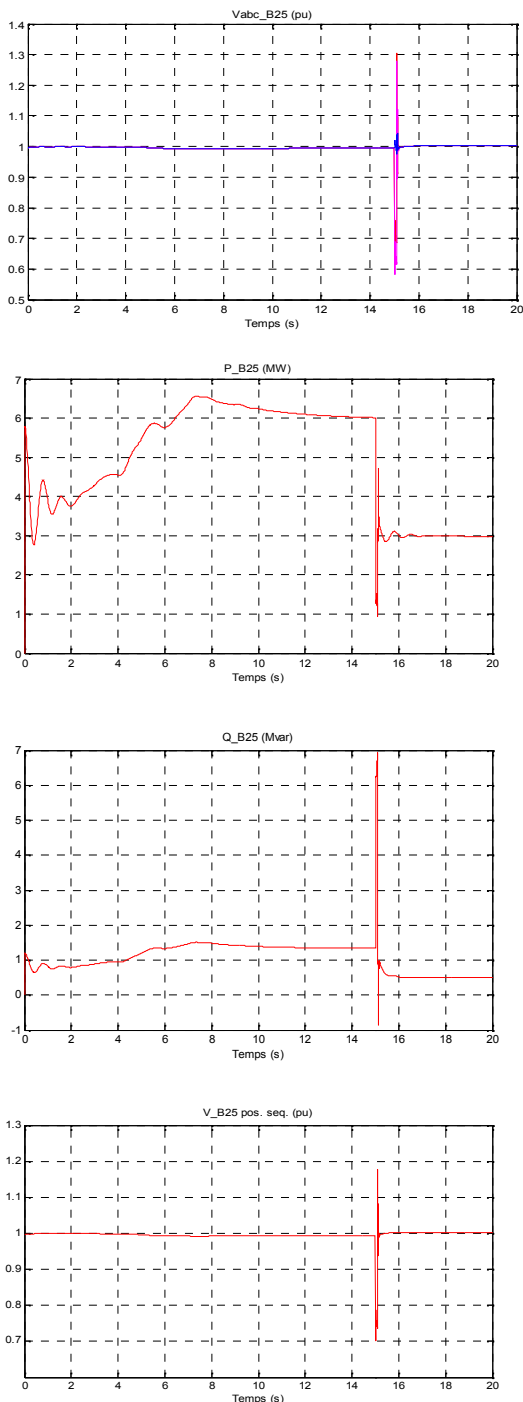 Vabc_B25 (pu)
1.4
1.3
1.2
1.1
1
0.9
0.8
0.7
0.6
0.5
0 2 4 6 8 10 12 14 16 18 20
Temps (s)
P_B25 (MW)
7
6
5
4
3
2
1
0
0 2 4 6 8 10 12 14 16 18 20
Temps (s)
Q_B25 (Mvar)
7
6
5
4
3
2
1
0
-1
0 2 4 6 8 10 12 14 16 18 20
Temps (s)
V_B25 pos. seq. (pu)
1.3
1.2
1.1
1
0.9
0.8
0.7
0 2 4 6 8 10 12 14 16 18 20
Temps (s)